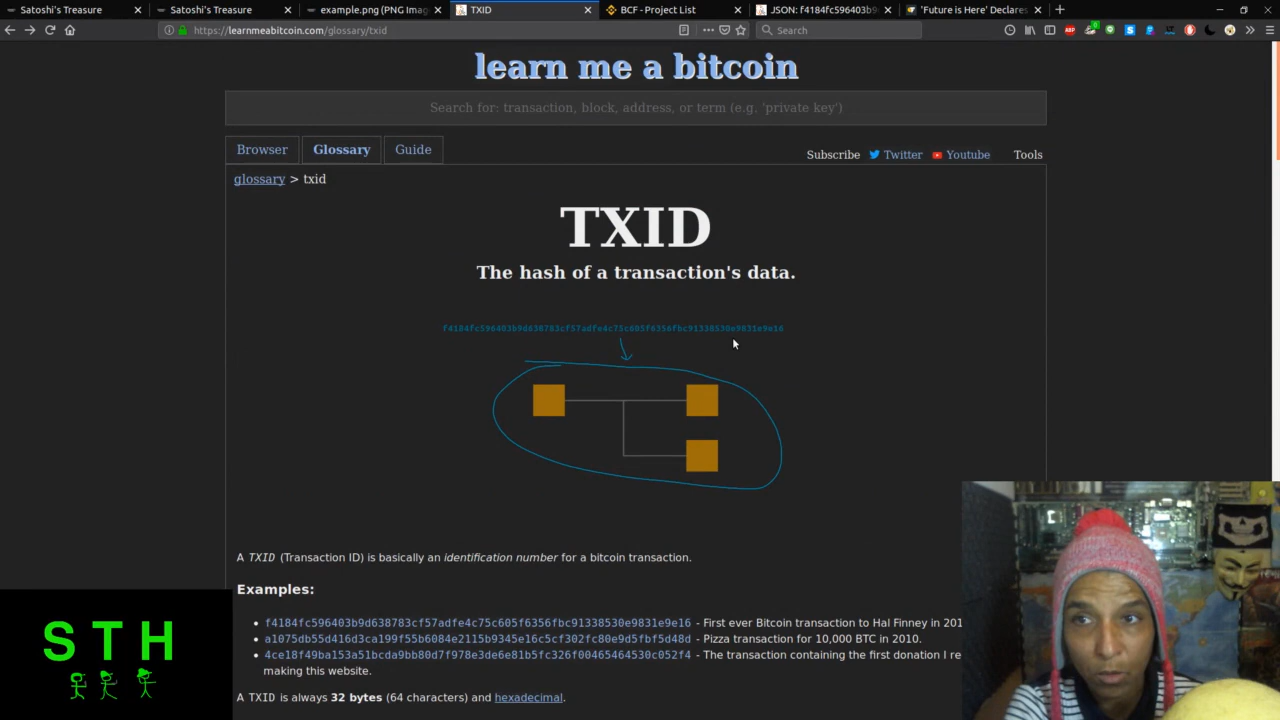 Satoshi's Treasure
Satoshi's Treasure
example.png (PNG Imag
TXID
BCF - Project List
JSON: f4184fc596403b9
'Future is Here' Declares
https://learnmeabitcoin.com/glossary/txid
Search
learn me a bitcoin
Search for: transaction, block, address, or term (e.g. 'private key')
Browser
Glossary
Guide
Subscribe
Twitter
Youtube
Tools
glossary > txid
TXID
The hash of a transaction's data.
f4184fc596403b9d638783cf57adfe4c75c605f6356fbc91338530e9831e9e16
A TXID (Transaction ID) is basically an identification number for a bitcoin transaction.
Examples:
• f4184fc596403b9d638783cf57adfe4c75c605f6356fbc91338530e9831e9e16 - First ever Bitcoin transaction to Hal Finney in 201
• a1075db55d416d3ca199f55b6084e2115b9345e16c5cf302fc80e9d5fbf5d48d - Pizza transaction for 10,000 BTC in 2010.
• 4ce18f49ba153a51bcda9bb80d7f978e3de6e81b5fc326f00465464530c052f4 - The transaction containing the first donation I re
making this website.
A TXID is always 32 bytes (64 characters) and hexadecimal.
STH